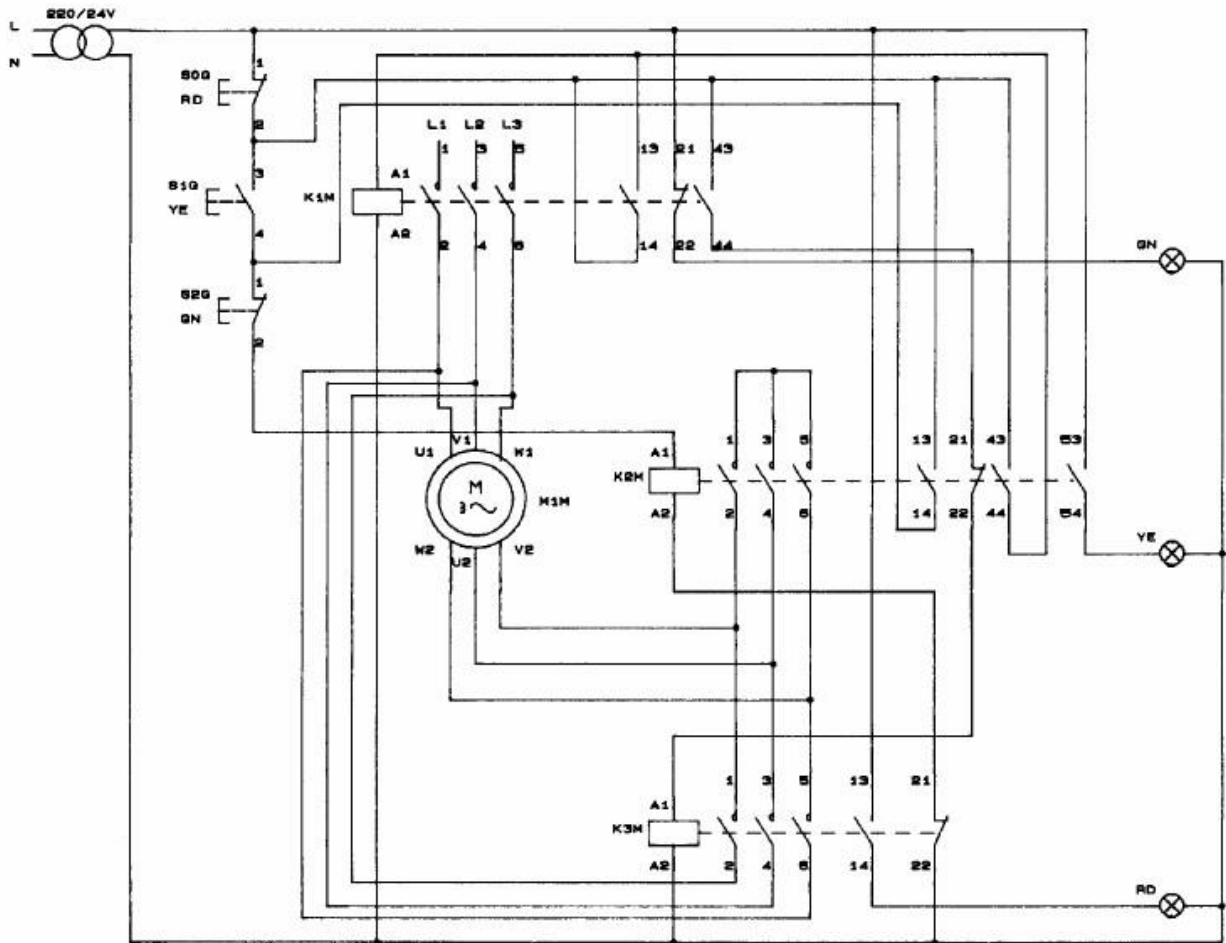 220/24V
L
N
1
S0Q
RD
2
L1 L2 L3
1 3 5
13 21 43
3
S1Q
YE
4
K1M
A1
A2
2 4 6
14 22 44
GN
1
S2Q
GN
2
U1 V1 W1
M
3~
M1M
W2 U2 V2
1 3 5
13 21 43 53
A1
K2M
A2
2 4 6
14 22 44 54
YE
1 3 5
13 21
A1
K3M
A2
2 4 6
14 22
RD